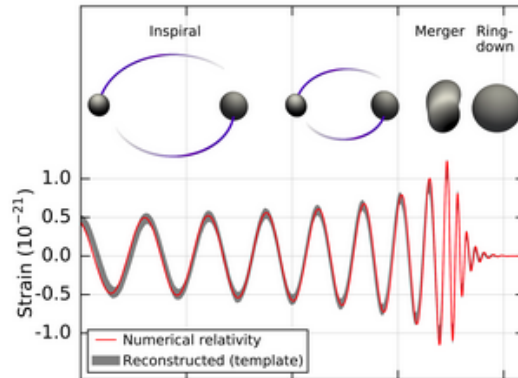 Inspiral
Merger
Ring-
down
Strain (10⁻²¹)
1.0
0.5
0.0
-0.5
-1.0
Numerical relativity
Reconstructed (template)